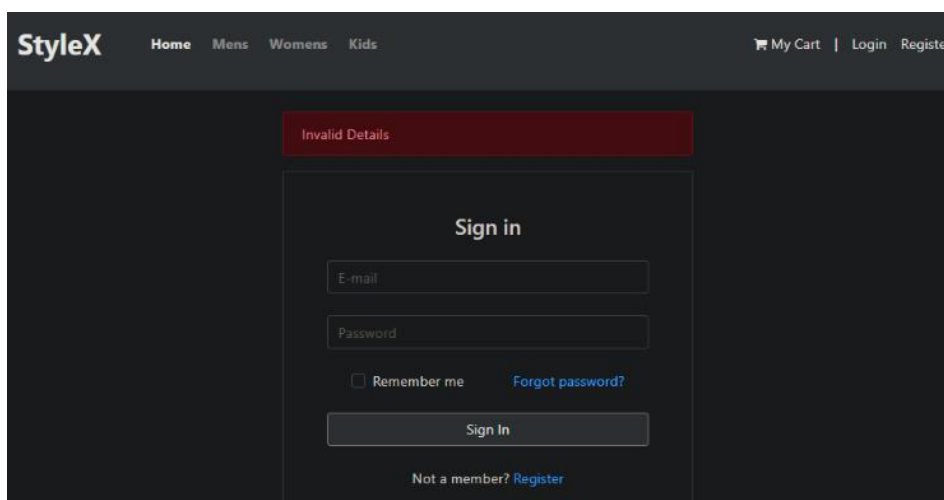 StyleX Home Mens Womens Kids My Cart | Login Registe
Invalid Details
Sign in
E-mail
Password
Remember me Forgot password?
Sign In
Not a member? Register